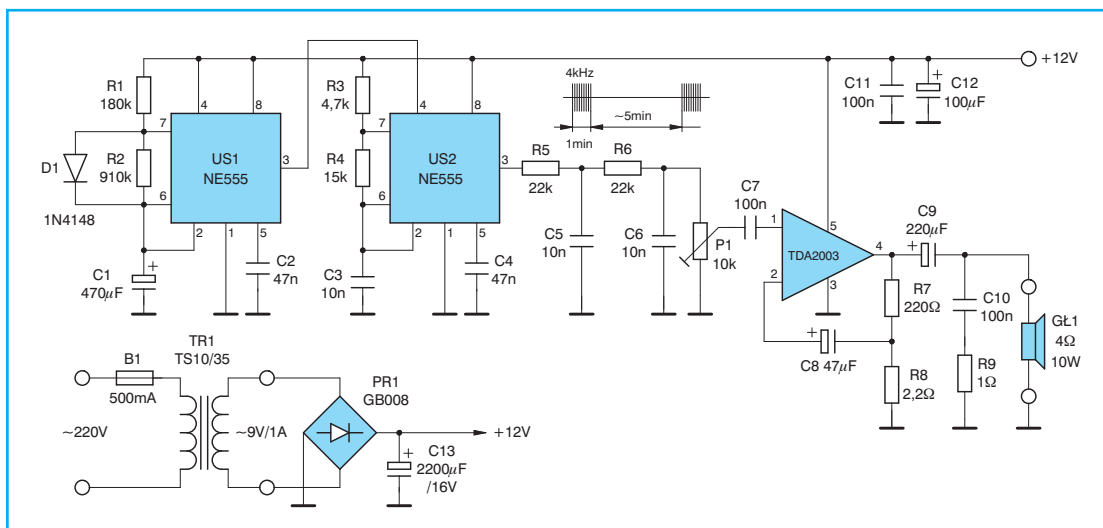 +12V
R1
180k
R2
910k
D1
1N4148
7
6
4
8
3
2
1
5
US1
NE555
C1
+
470µF
C2
47n
R3
4,7k
R4
15k
7
6
4
8
3
2
1
5
US2
NE555
C3
10n
C4
47n
4kHz
~5min
1min
R5
22k
R6
22k
C5
10n
C6
10n
P1
10k
C7
100n
1
2
5
3
4
TDA2003
C11
100n
+
C12
100µF
C9
220µF
+
R7
220Ω
C10
100n
+
C8 47µF
R8
2,2Ω
R9
1Ω
GŁ1
4Ω
10W
TR1
TS10/35
B1
500mA
~220V
~9V/1A
PR1
GB008
+12V
+
C13
2200µF
/16V